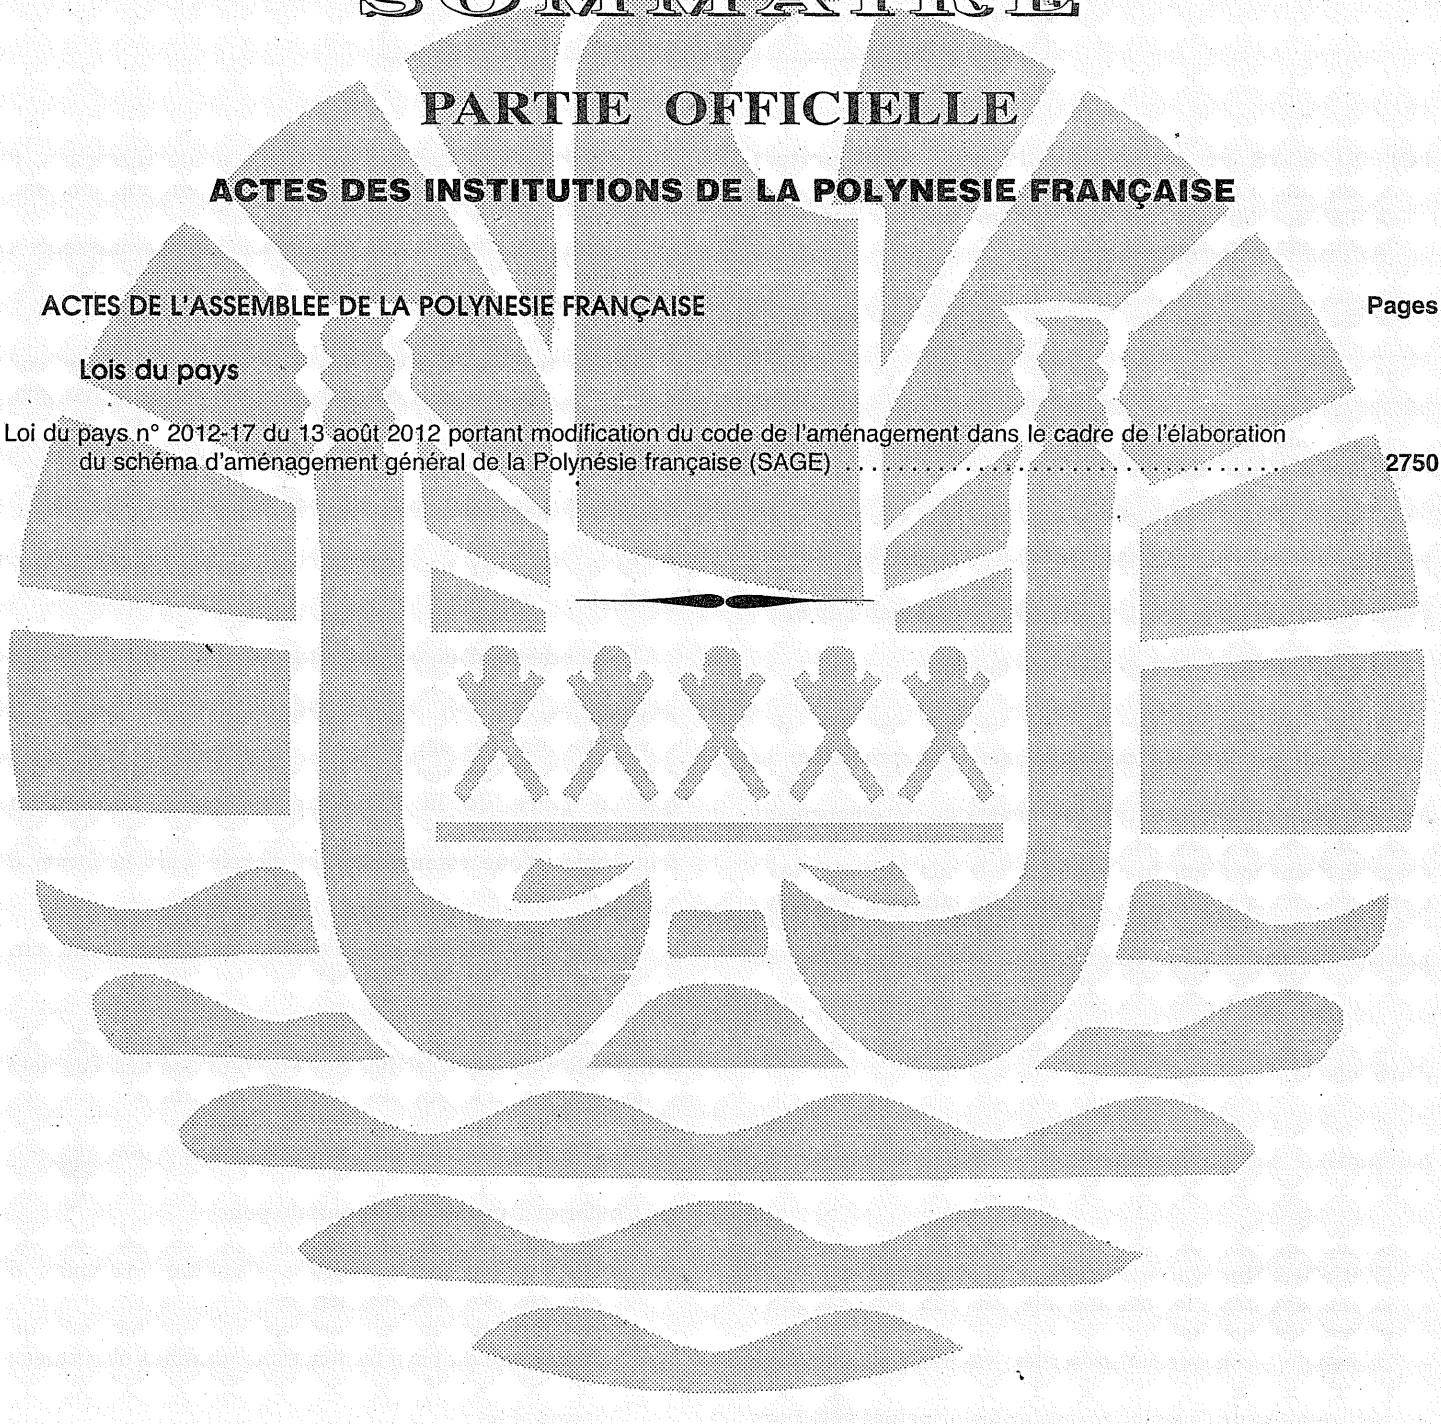 SOMMAIRE
PARTIE OFFICIELLE
ACTES DES INSTITUTIONS DE LA POLYNESIE FRANÇAISE
ACTES DE L'ASSEMBLEE DE LA POLYNESIE FRANÇAISE Pages
Lois du pays
Loi du pays n° 2012-17 du 13 août 2012 portant modification du code de l'aménagement dans le cadre de l'élaboration
du schéma d'aménagement général de la Polynésie française (SAGE) ................................. 2750